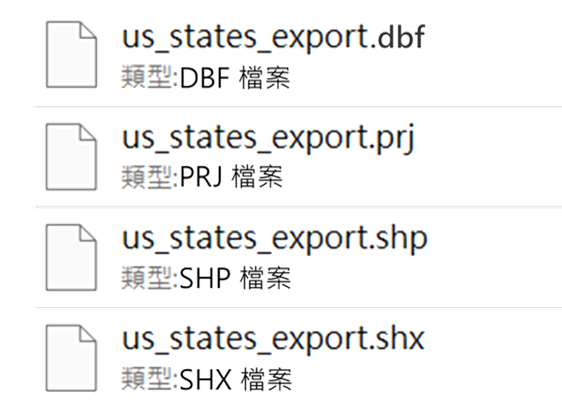 us_states_export.dbf
類型:DBF 檔案
us_states_export.prj
類型:PRJ 檔案
us_states_export.shp
類型:SHP 檔案
us_states_export.shx
類型:SHX 檔案